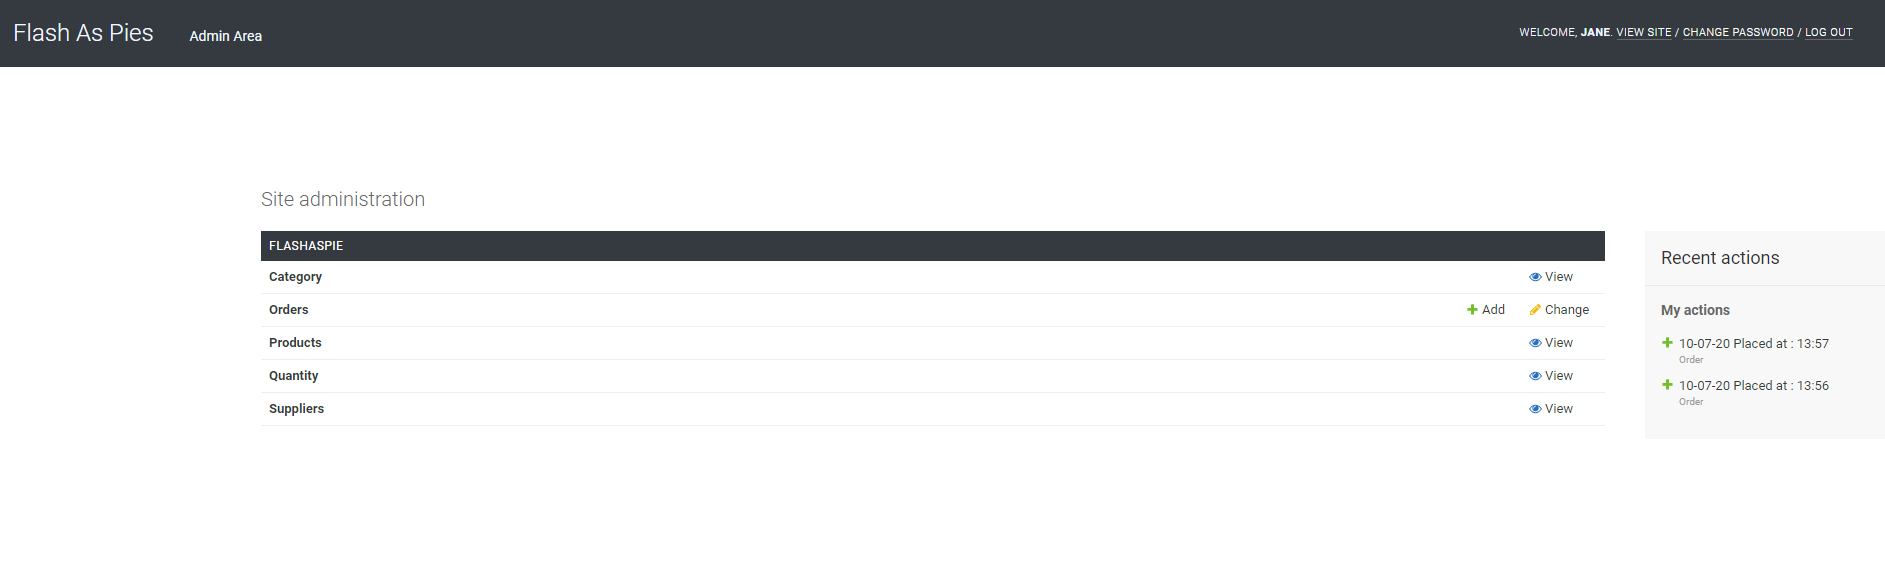 Flash As Pies Admin Area WELCOME, JANE. VIEW SITE / CHANGE PASSWORD / LOG OUT
Site administration
FLASHASPIE
Category View
Orders Add Change
Products View
Quantity View
Suppliers View
Recent actions
My actions
10-07-20 Placed at : 13:57
Order
10-07-20 Placed at : 13:56
Order